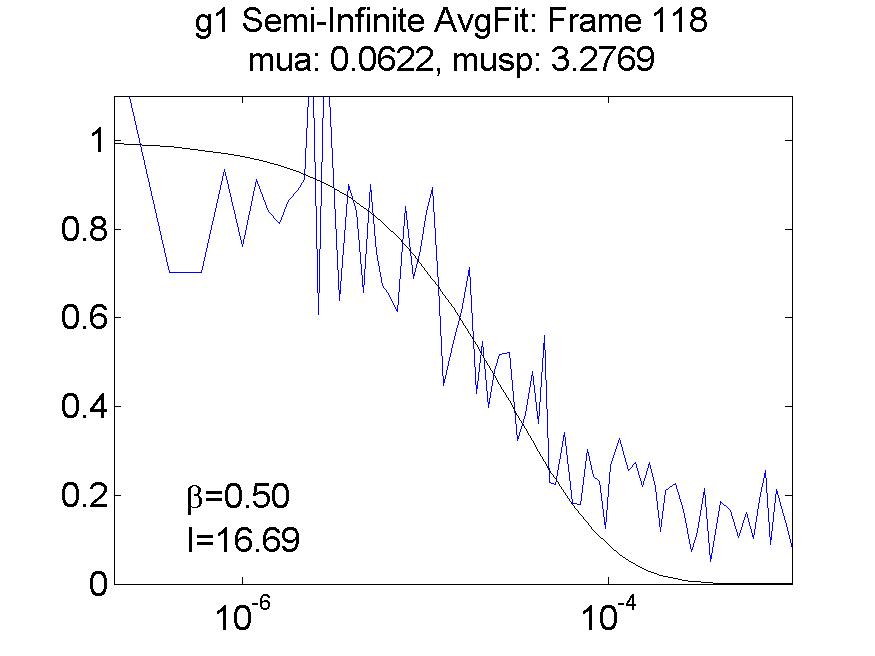 g1 Semi-Infinite AvgFit: Frame 118
mua: 0.0622, musp: 3.2769
1
0.8
0.6
0.4
0.2
0
β=0.50
I=16.69
10^-6
10^-4